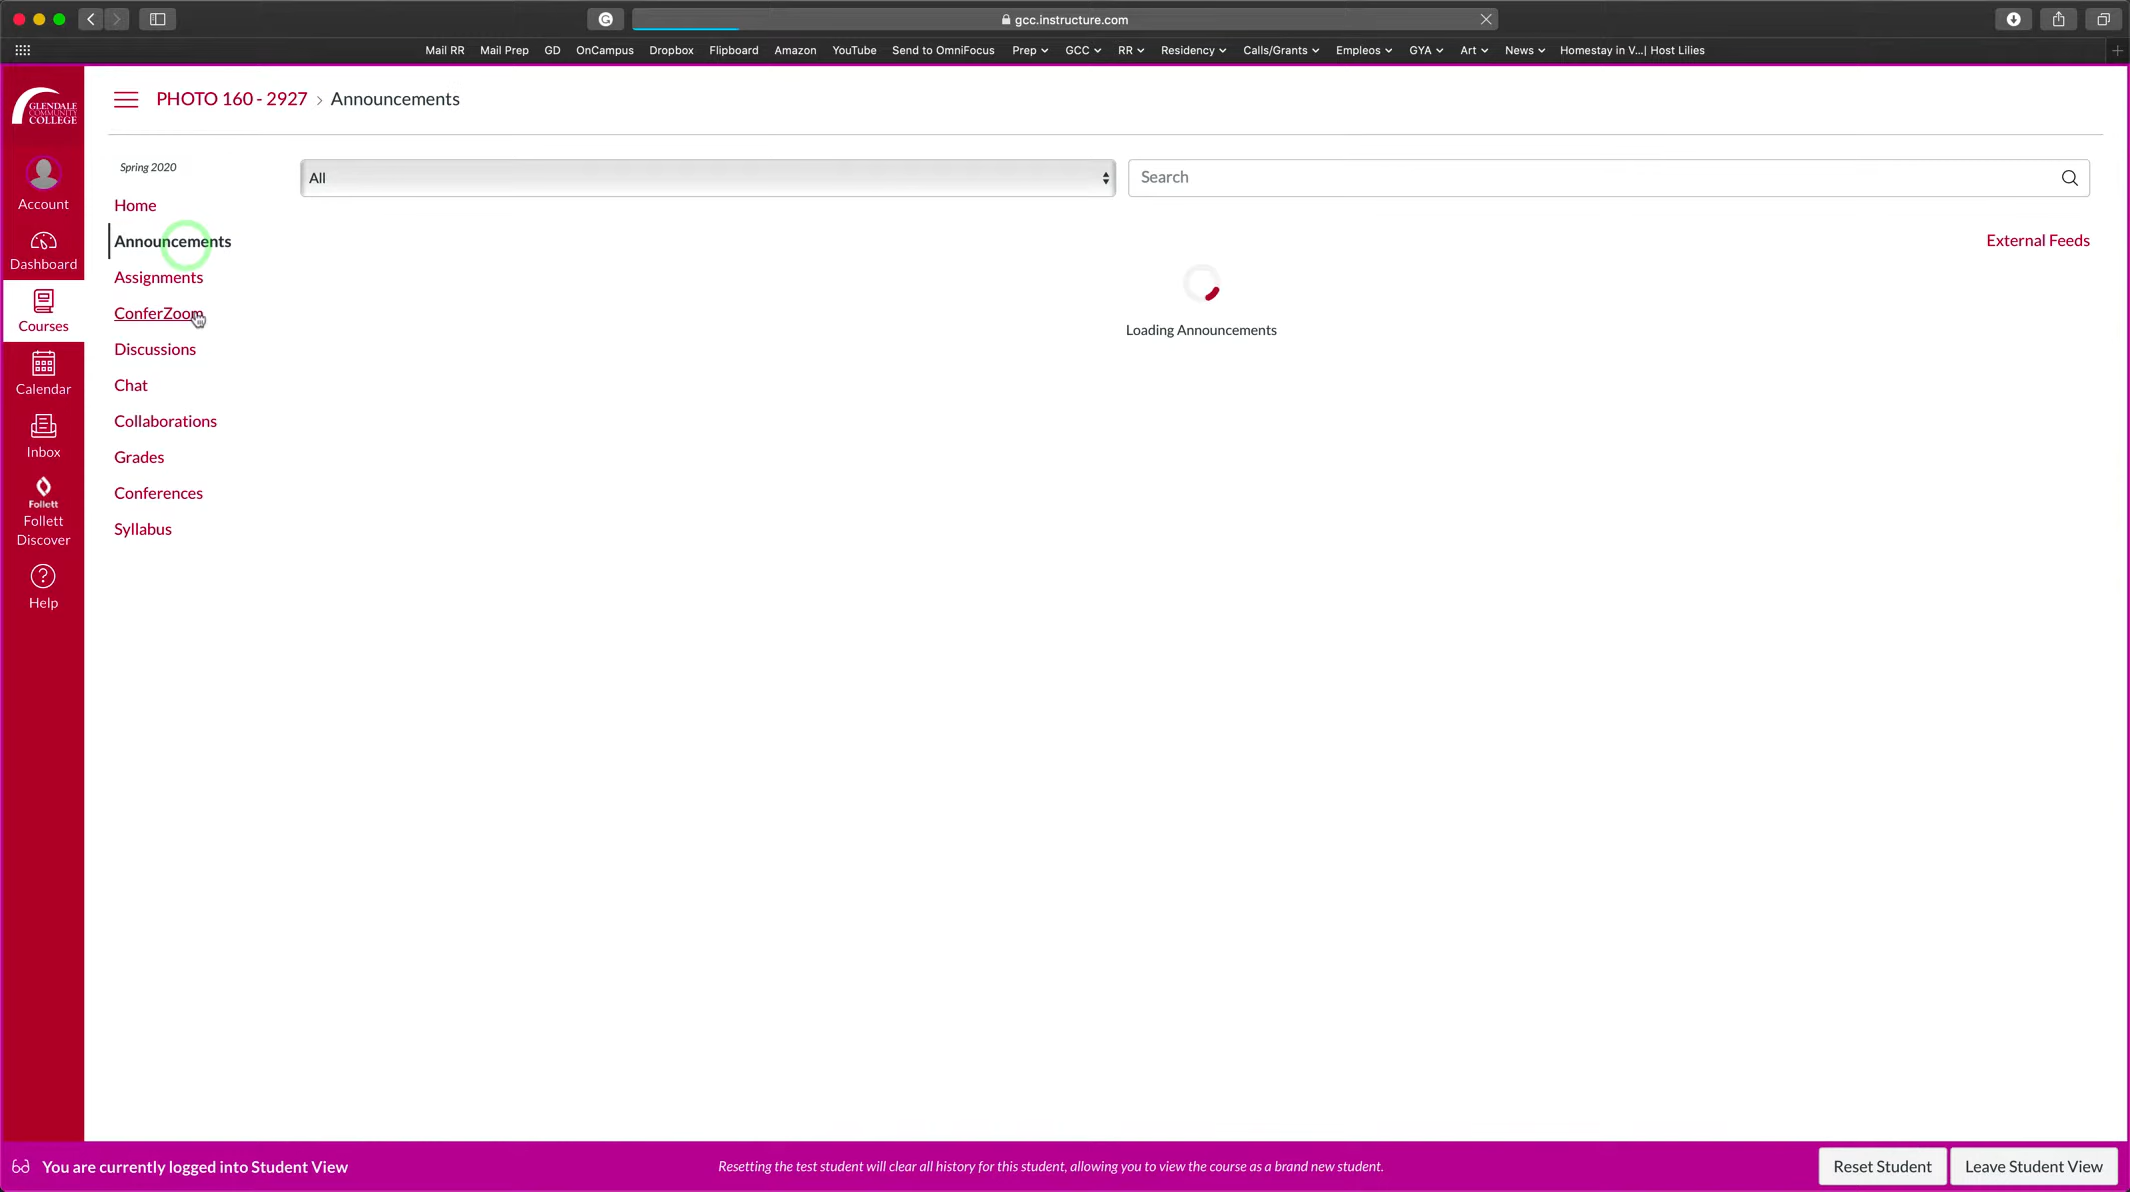 gcc.instructure.com
Mail RR Mail Prep GD OnCampus Dropbox Flipboard Amazon YouTube Send to OmniFocus Prep GCC RR Residency Calls/Grants Empleos GYA Art News Homestay in V...| Host Lilies
GLENDALE
COMMUNITY
COLLEGE
PHOTO 160 - 2927 › Announcements
Account
Dashboard
Courses
Calendar
Inbox
Follett
Follett
Discover
Help
Spring 2020
Home
Announcements
Assignments
ConferZoom
Discussions
Chat
Collaborations
Grades
Conferences
Syllabus
All
Search
External Feeds
Loading Announcements
You are currently logged into Student View
Resetting the test student will clear all history for this student, allowing you to view the course as a brand new student.
Reset Student
Leave Student View